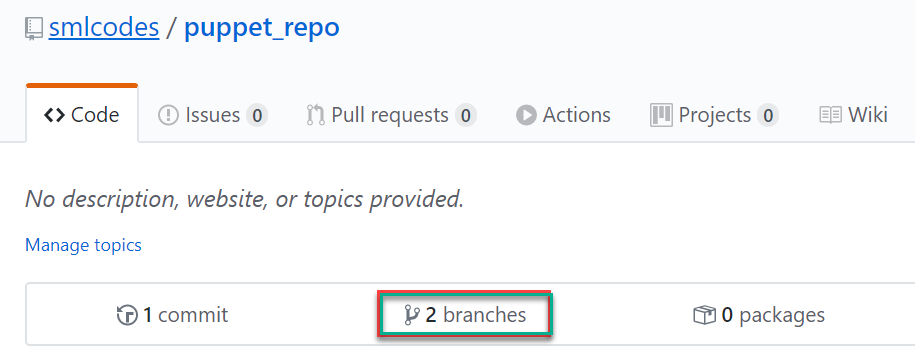 smlcodes / puppet_repo
Code Issues 0 Pull requests 0 Actions Projects 0 Wiki
No description, website, or topics provided.
Manage topics
1 commit 2 branches 0 packages